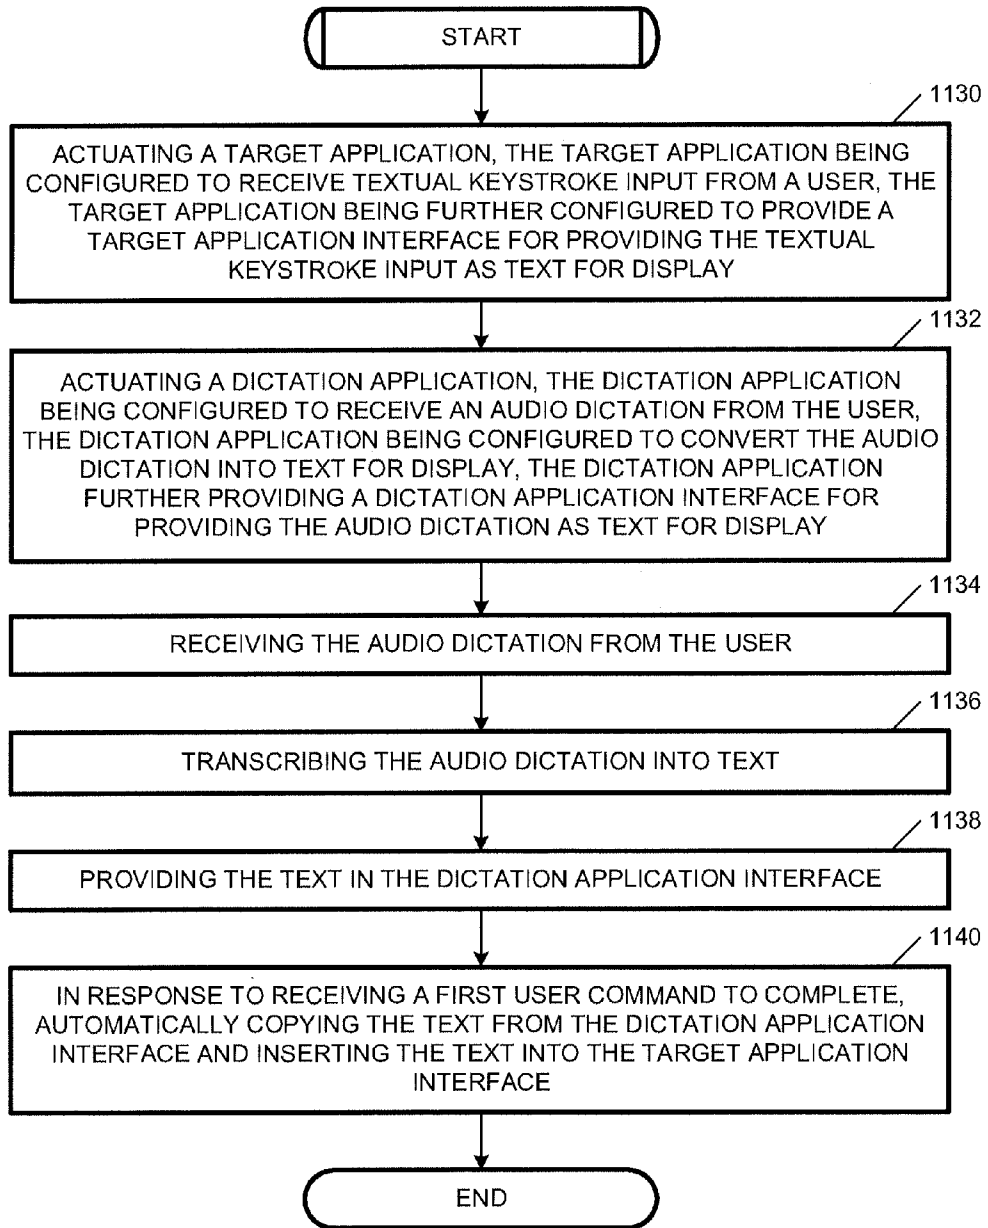 START
1130
ACTUATING A TARGET APPLICATION, THE TARGET APPLICATION BEING
CONFIGURED TO RECEIVE TEXTUAL KEYSTROKE INPUT FROM A USER, THE
TARGET APPLICATION BEING FURTHER CONFIGURED TO PROVIDE A
TARGET APPLICATION INTERFACE FOR PROVIDING THE TEXTUAL
KEYSTROKE INPUT AS TEXT FOR DISPLAY
1132
ACTUATING A DICTATION APPLICATION, THE DICTATION APPLICATION
BEING CONFIGURED TO RECEIVE AN AUDIO DICTATION FROM THE USER,
THE DICTATION APPLICATION BEING CONFIGURED TO CONVERT THE AUDIO
DICTATION INTO TEXT FOR DISPLAY, THE DICTATION APPLICATION
FURTHER PROVIDING A DICTATION APPLICATION INTERFACE FOR
PROVIDING THE AUDIO DICTATION AS TEXT FOR DISPLAY
1134
RECEIVING THE AUDIO DICTATION FROM THE USER
1136
TRANSCRIBING THE AUDIO DICTATION INTO TEXT
1138
PROVIDING THE TEXT IN THE DICTATION APPLICATION INTERFACE
1140
IN RESPONSE TO RECEIVING A FIRST USER COMMAND TO COMPLETE,
AUTOMATICALLY COPYING THE TEXT FROM THE DICTATION APPLICATION
INTERFACE AND INSERTING THE TEXT INTO THE TARGET APPLICATION
INTERFACE
END